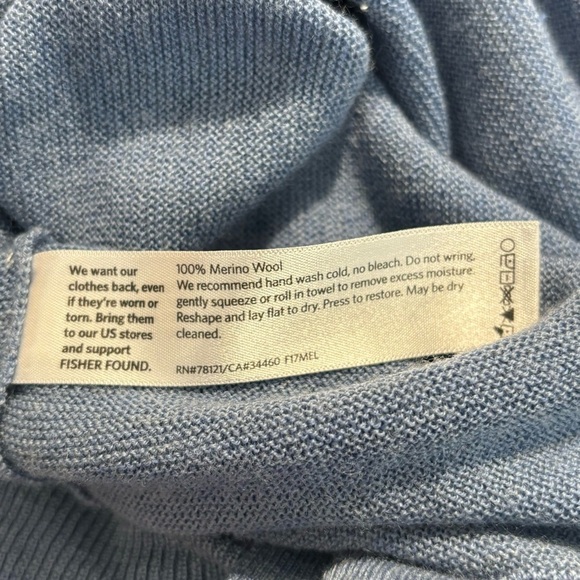 We want our
clothes back, even
if they're worn or
torn. Bring them
to our US stores
and support
FISHER FOUND.
100% Merino Wool
We recommend hand wash cold, no bleach. Do not wring,
gently squeeze or roll in towel to remove excess moisture.
Reshape and lay flat to dry. Press to restore. May be dry
cleaned.
RN#78121/CA#34460 F17MEL